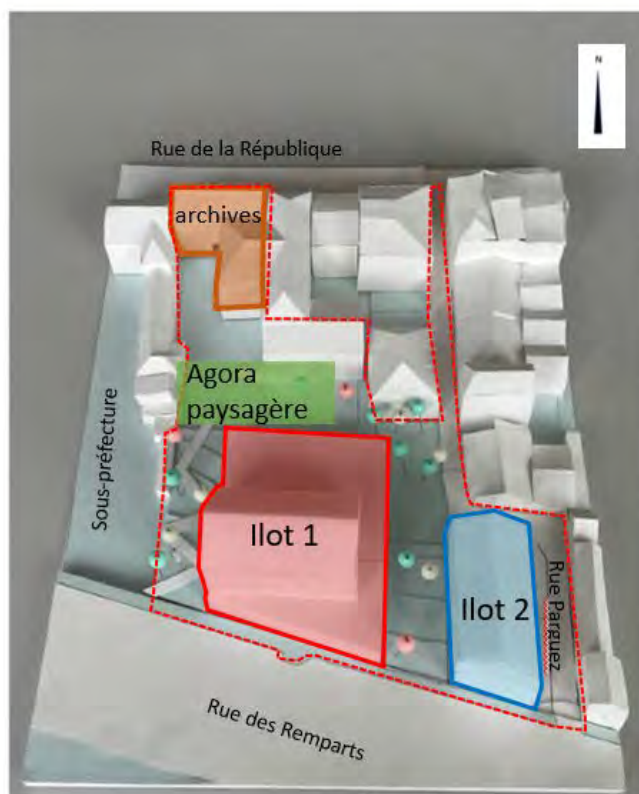 N
Rue de la République
archives
Agora
paysagère
Sous-préfecture
Ilot 1
Ilot 2
Rue Parguez
Rue des Remparts